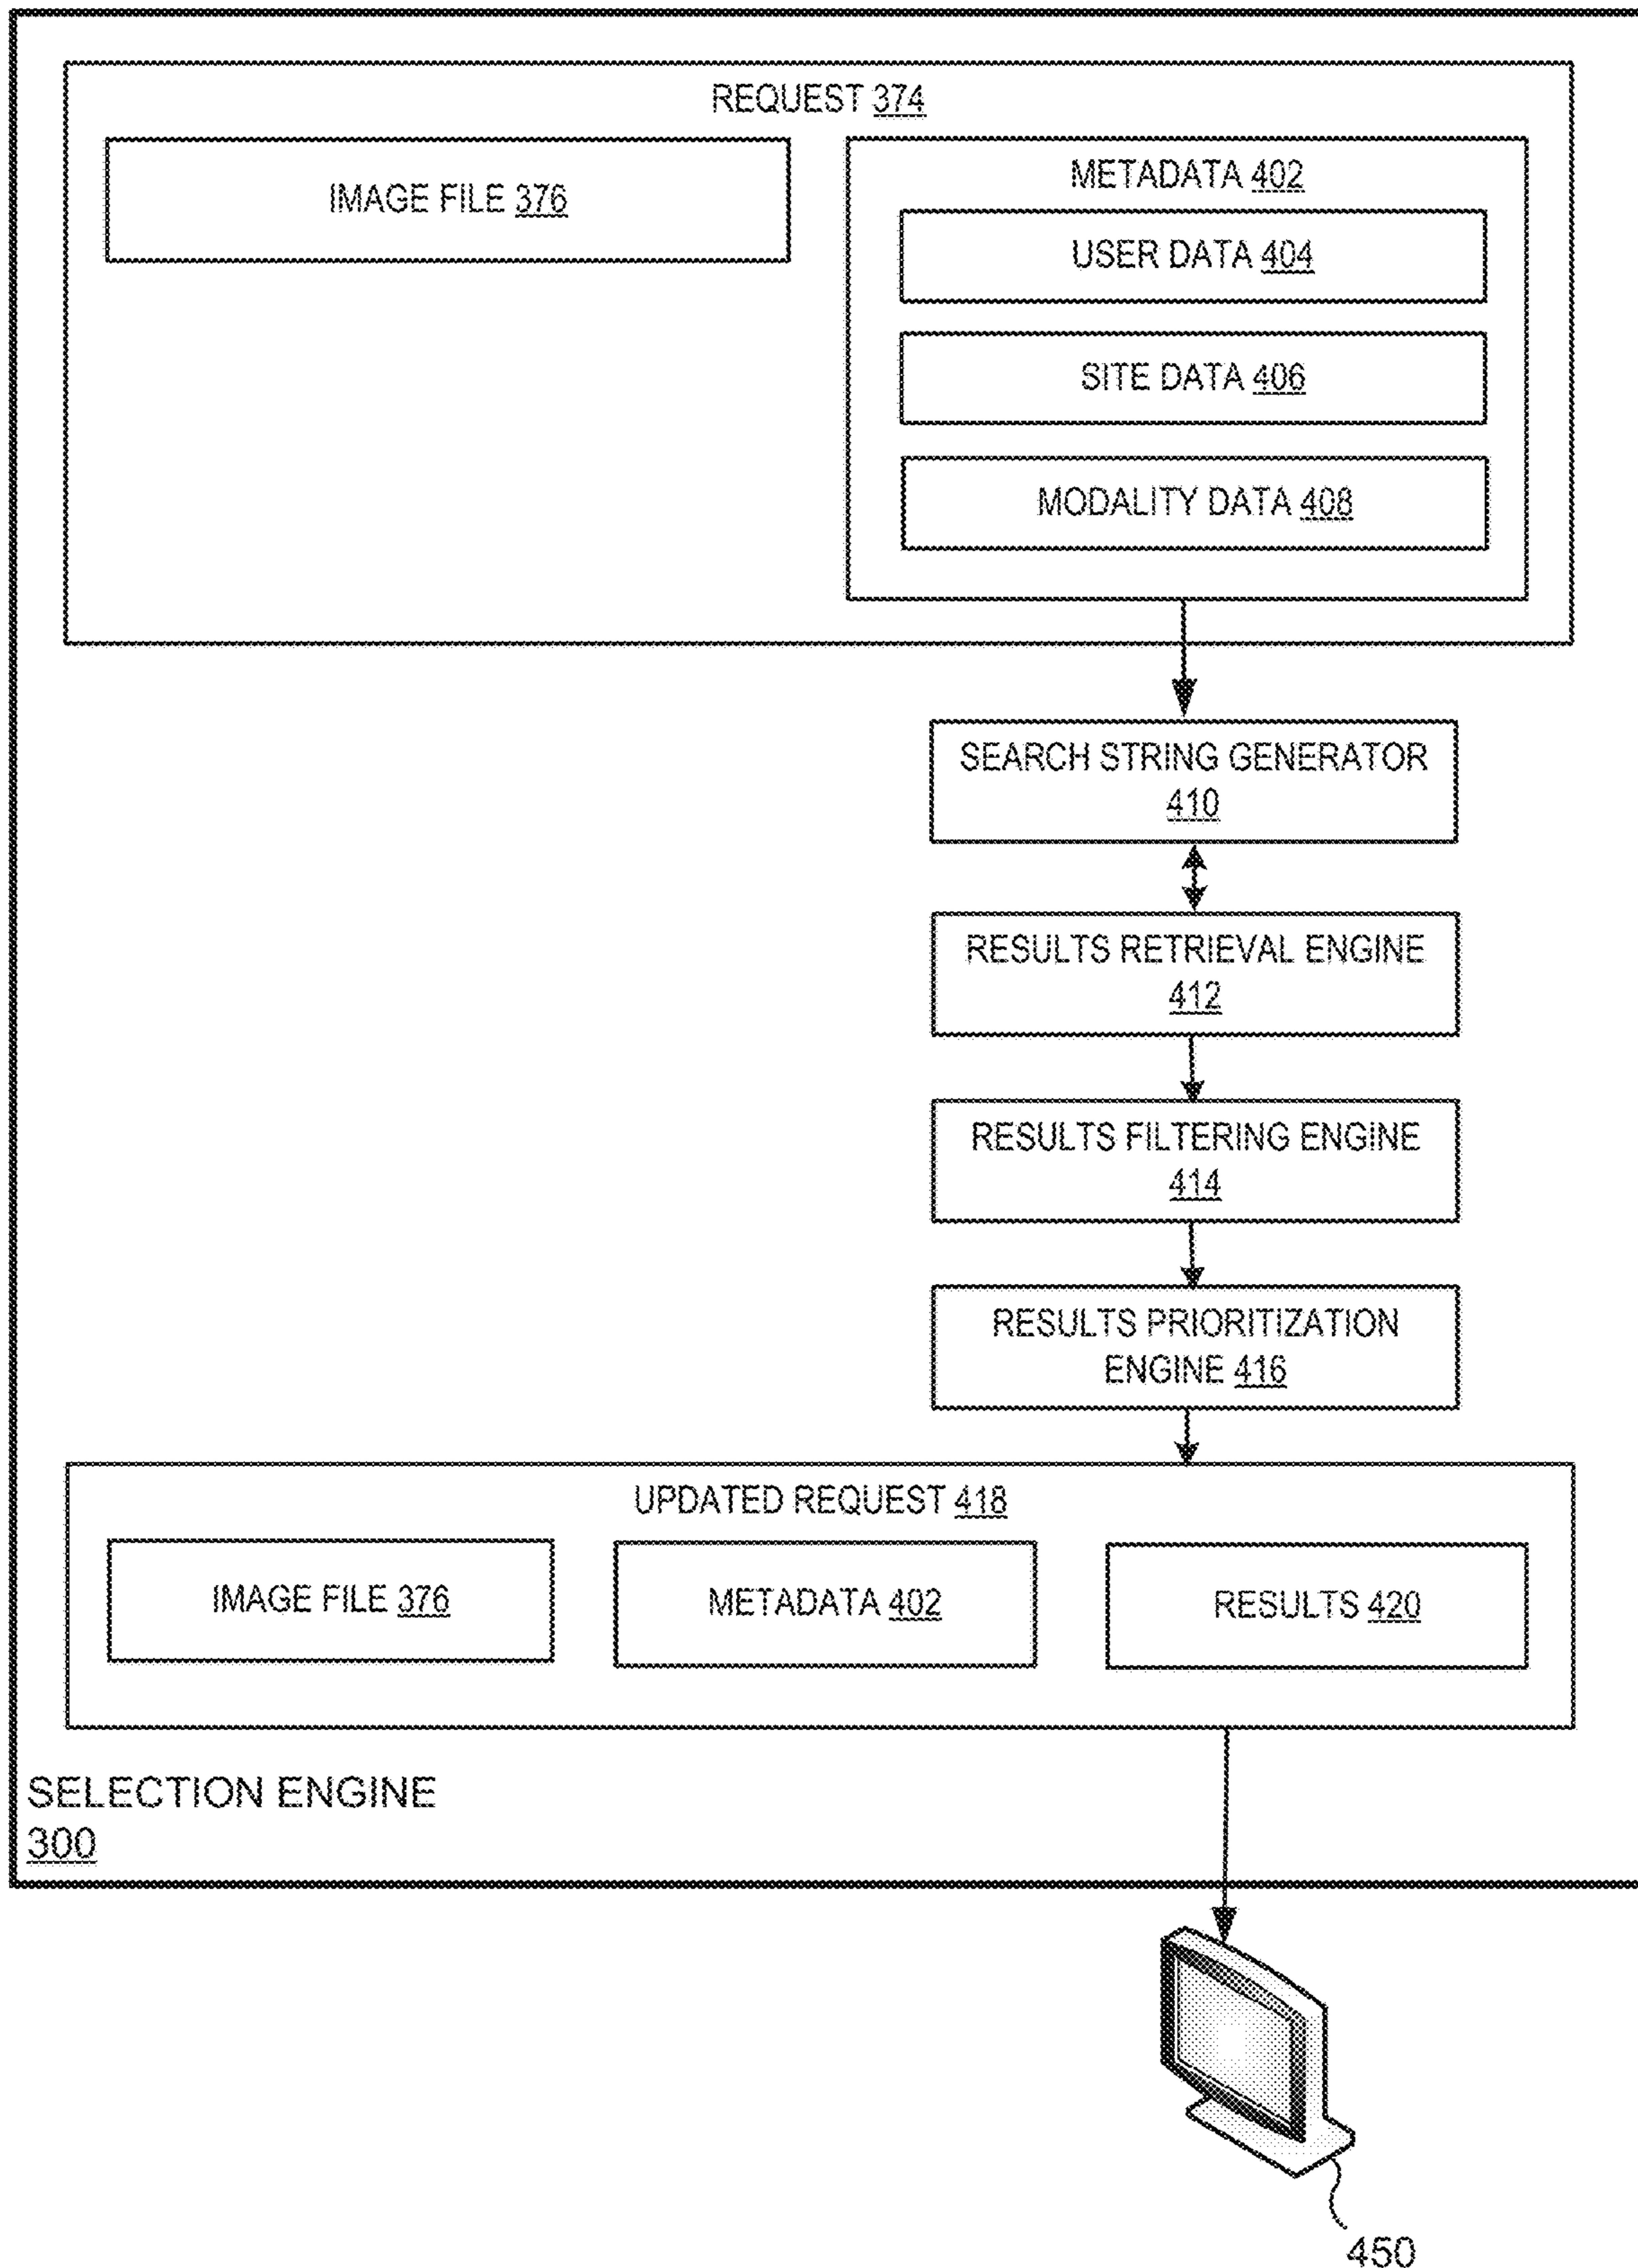 REQUEST 374
IMAGE FILE 376
METADATA 402
USER DATA 404
SITE DATA 406
MODALITY DATA 408
SEARCH STRING GENERATOR
410
RESULTS RETRIEVAL ENGINE
412
RESULTS FILTERING ENGINE
414
RESULTS PRIORITIZATION
ENGINE 416
UPDATED REQUEST 418
IMAGE FILE 376
METADATA 402
RESULTS 420
SELECTION ENGINE
300
450